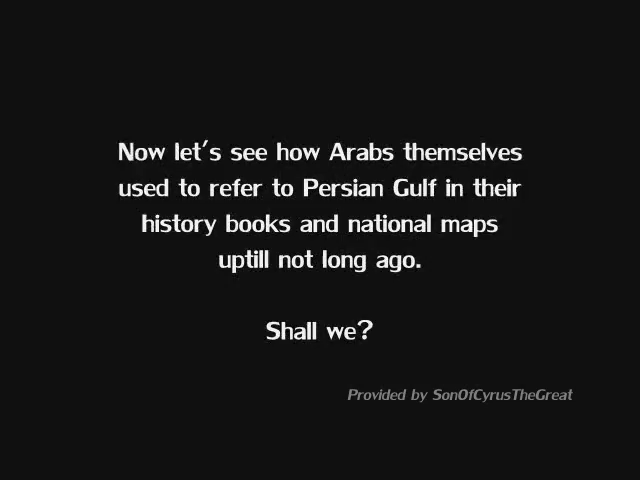 Now let's see how Arabs themselves
used to refer to Persian Gulf in their
history books and national maps
uptill not long ago.
Shall we?
Provided by SonOfCyrusTheGreat